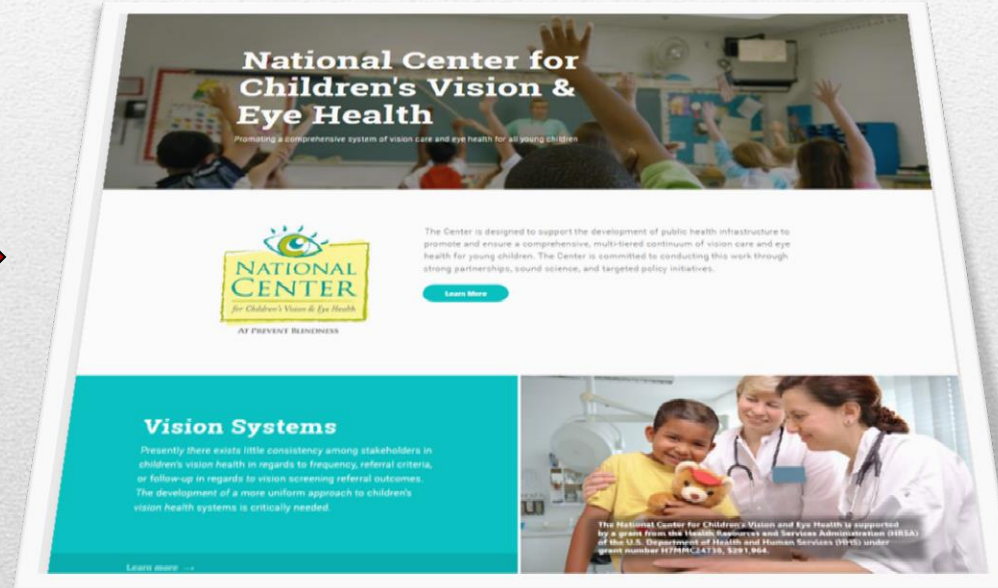 National Center for
Children's Vision &
Eye Health
Promoting a comprehensive system of vision care and eye health for all young children
NATIONAL
CENTER
for Children's Vision & Eye Health
AT PREVENT BLINDNESS
The Center is designed to support the development of public health infrastructure to
promote and ensure a comprehensive, multi-tiered continuum of vision care and eye
health for young children. The Center is committed to conducting this work through
strong partnerships, sound science, and targeted policy initiatives.
Learn More
Vision Systems
Presently there exists little consistency among stakeholders in
children's vision health in regards to frequency, referral criteria,
or follow-up in regards to vision screening referral outcomes.
The development of a more uniform approach to children's
vision health systems is critically needed.
Learn more →
The National Center for Children's Vision and Eye Health is supported
by a grant from the Health Resources and Services Administration (HRSA)
of the U.S. Department of Health and Human Services (HHS) under
grant number H7MMC24738, $291,964.